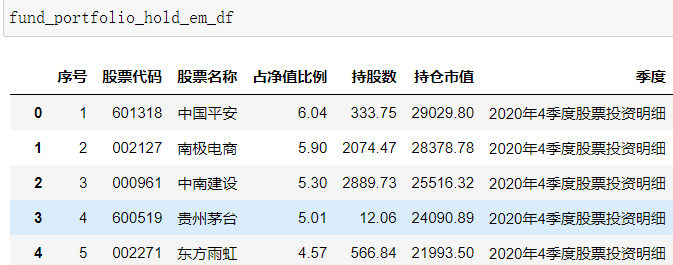 fund_portfolio_hold_em_df
序号 股票代码 股票名称 占净值比例 持股数 持仓市值 季度
0 1 601318 中国平安 6.04 333.75 29029.80 2020年4季度股票投资明细
1 2 002127 南极电商 5.90 2074.47 28378.78 2020年4季度股票投资明细
2 3 000961 中南建设 5.30 2889.73 25516.32 2020年4季度股票投资明细
3 4 600519 贵州茅台 5.01 12.06 24090.89 2020年4季度股票投资明细
4 5 002271 东方雨虹 4.57 566.84 21993.50 2020年4季度股票投资明细